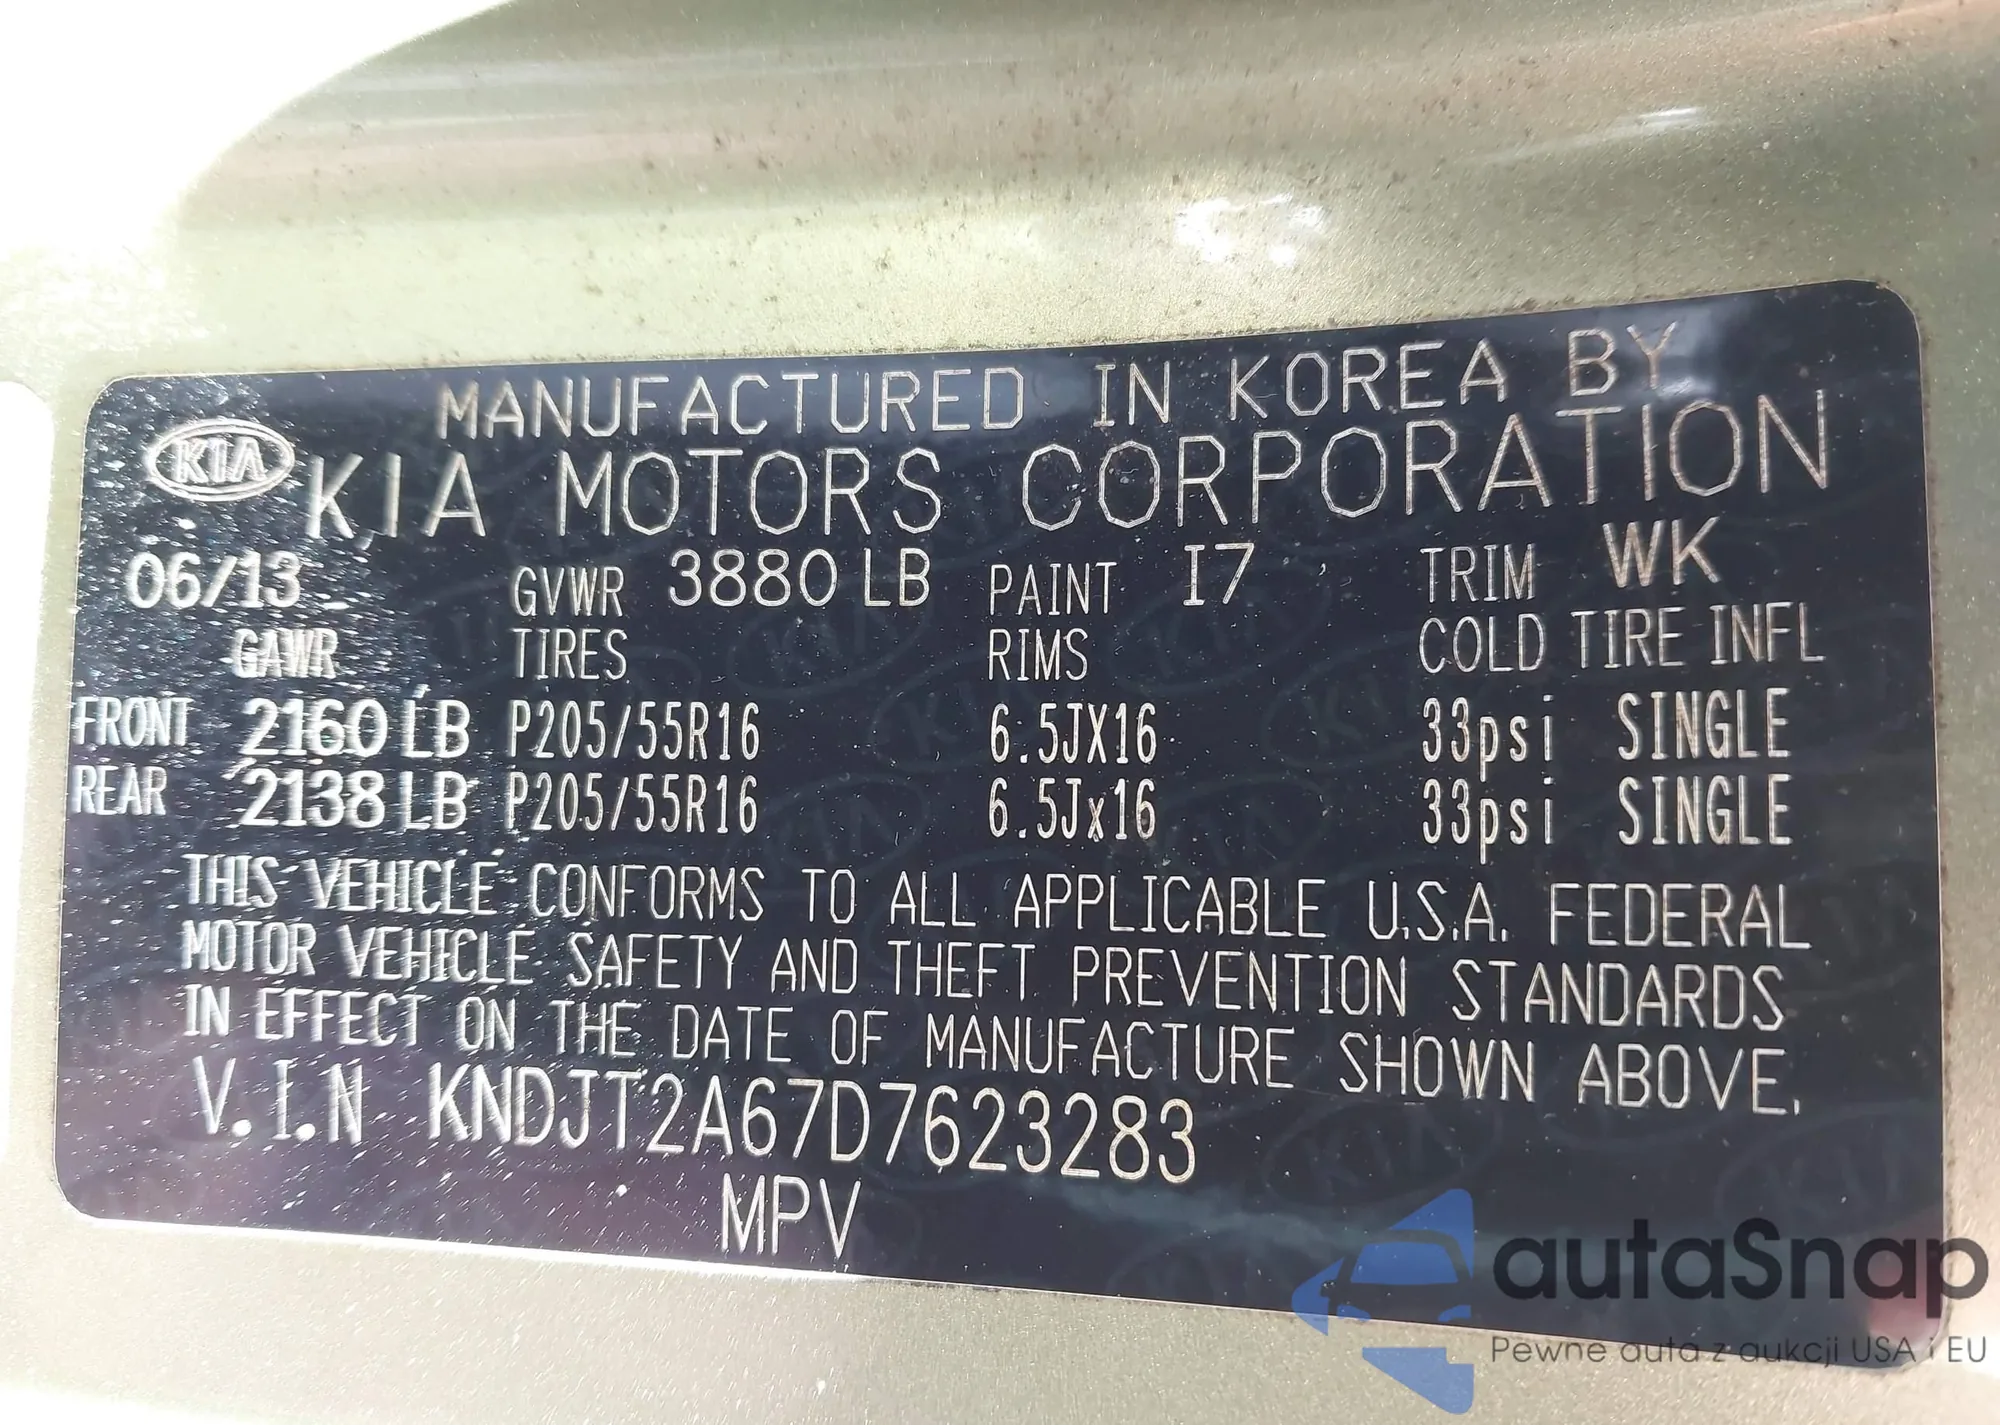 MANUFACTURED IN KOREA BY
KIA KIA MOTORS CORPORATION
06/13 GVWR 3880 LB PAINT I7 TRIM WK
GAWR TIRES RIMS COLD TIRE INFL
FRONT 2160 LB P205/55R16 6.5JX16 33psi SINGLE
REAR 2138 LB P205/55R16 6.5Jx16 33psi SINGLE
THIS VEHICLE CONFORMS TO ALL APPLICABLE U.S.A. FEDERAL
MOTOR VEHICLE SAFETY AND THEFT PREVENTION STANDARDS
IN EFFECT ON THE DATE OF MANUFACTURE SHOWN ABOVE.
V.I.N KNDJT2A67D7623283
MPV
autaSnap
Pewne auta z aukcji USA i EU